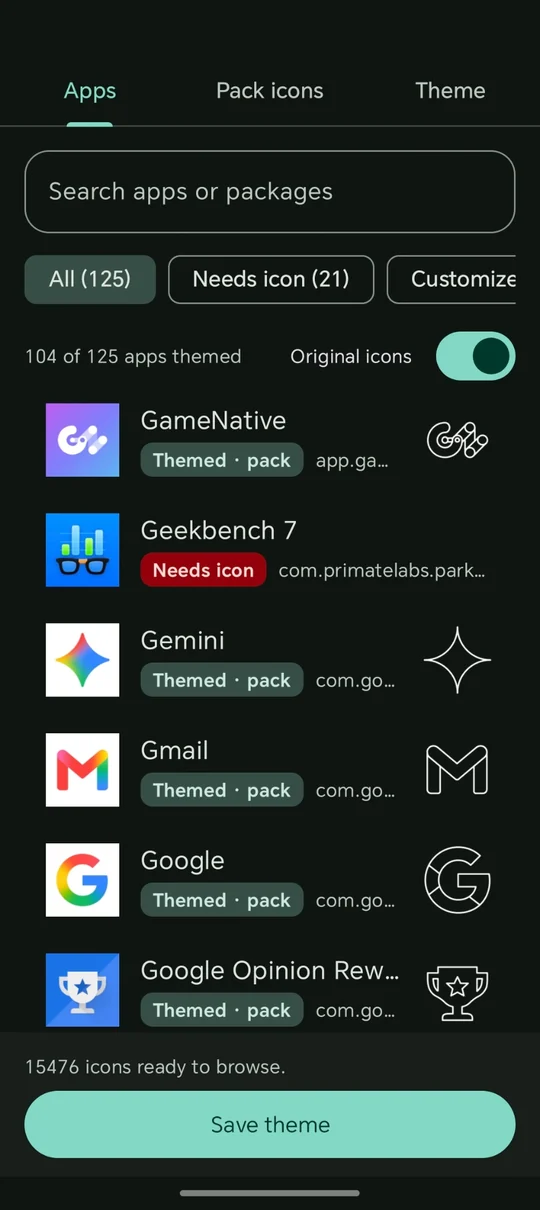 Apps Pack icons Theme
Search apps or packages
All (125) Needs icon (21) Customize
104 of 125 apps themed Original icons
GameNative
Themed · pack app.ga...
Geekbench 7
Needs icon com.primatelabs.park...
Gemini
Themed · pack com.go...
Gmail
Themed · pack com.go...
Google
Themed · pack com.go...
Google Opinion Rew...
Themed · pack com.go...
15476 icons ready to browse.
Save theme